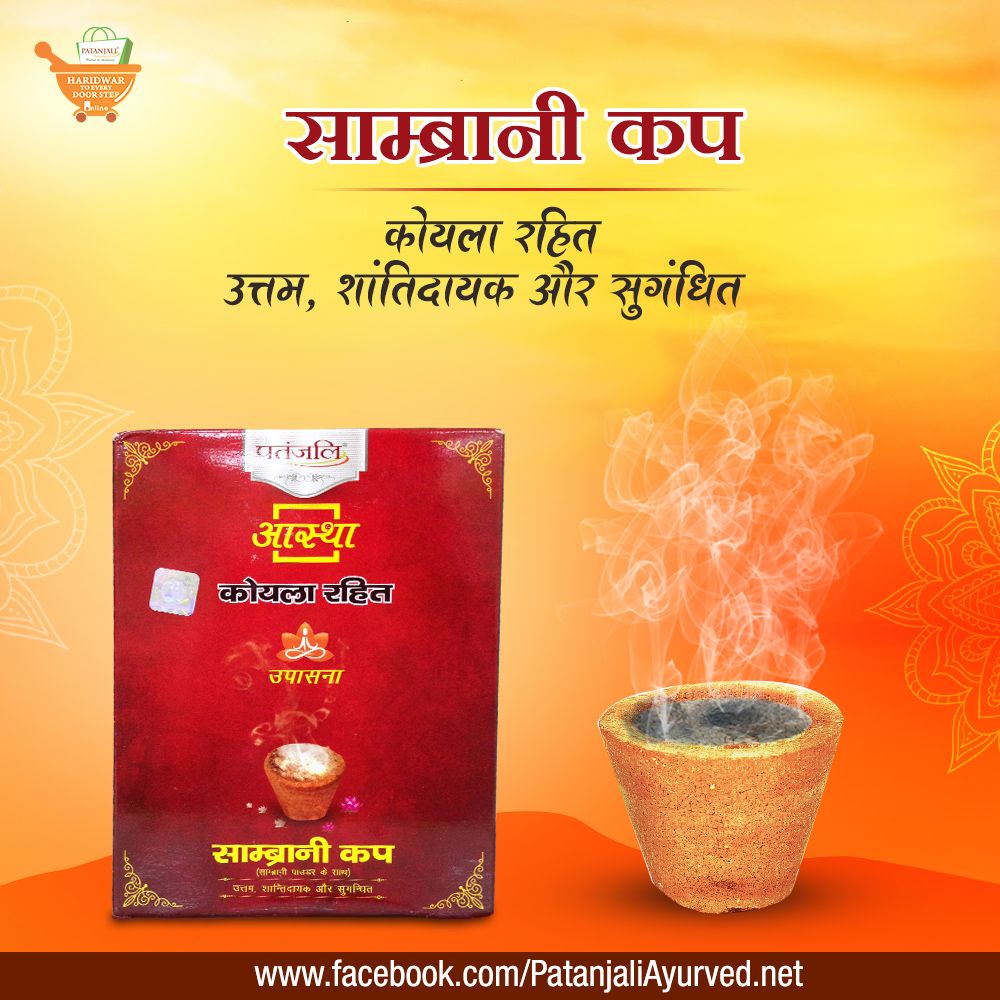 PATANJALI
HARIDWAR
TO EVERY
DOOR STEP
Online
साम्ब्रानी कप
कोयला रहित
उत्तम, शांतिदायक और सुगंधित
पतंजलि
आस्था
कोयला रहित
उपासना
साम्ब्रानी कप
(साम्ब्रानी पाउडर के साथ)
उत्तम, शान्तिदायक और सुगन्धित
www.facebook.com/PatanjaliAyurved.net